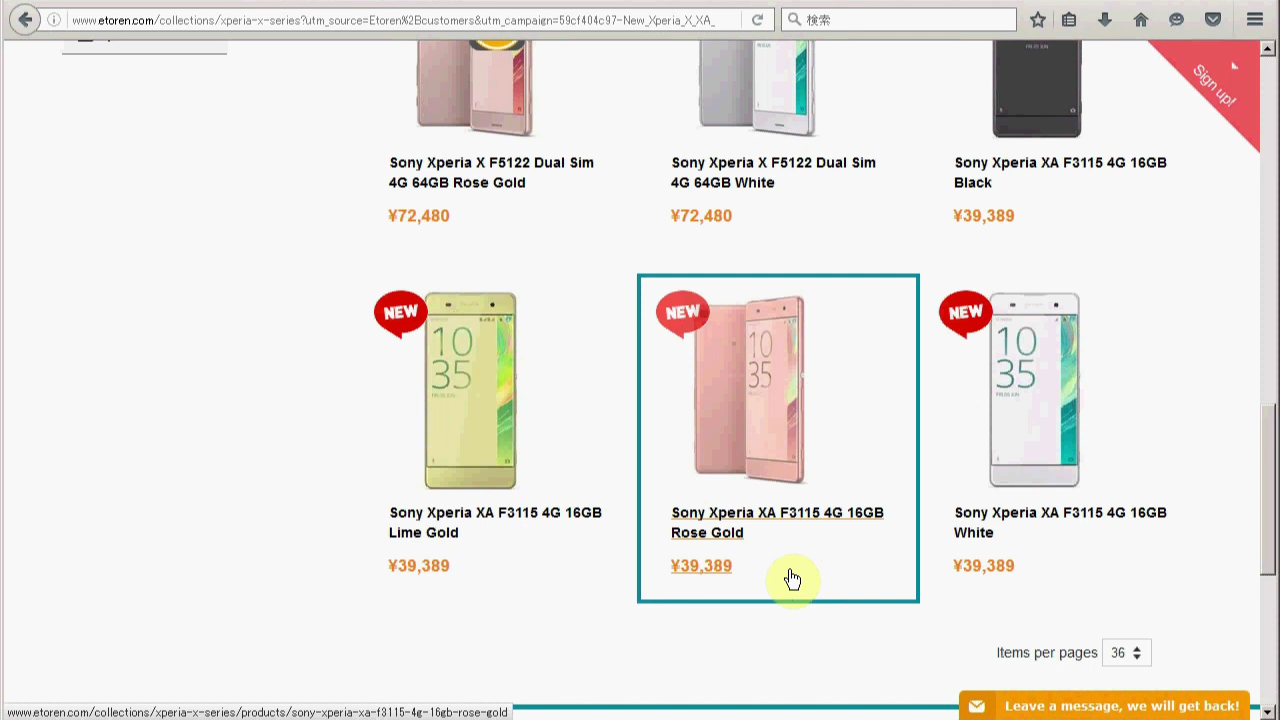 www.etoren.com/collections/xperia-x-series?utm_source=Etoren%2Bcustomers&utm_campaign=59cf404c97-New_Xperia_X_XA_
検索
Sign up!
Sony Xperia X F5122 Dual Sim
4G 64GB Rose Gold
¥72,480
Sony Xperia X F5122 Dual Sim
4G 64GB White
¥72,480
Sony Xperia XA F3115 4G 16GB
Black
¥39,389
NEW
10
35
Sony Xperia XA F3115 4G 16GB
Lime Gold
¥39,389
NEW
10
35
Sony Xperia XA F3115 4G 16GB
Rose Gold
¥39,389
NEW
10
35
Sony Xperia XA F3115 4G 16GB
White
¥39,389
Items per pages 36
Leave a message, we will get back!
www.etoren.com/collections/xperia-x-series/products/sony-xperia-xa-f3115-4g-16gb-rose-gold